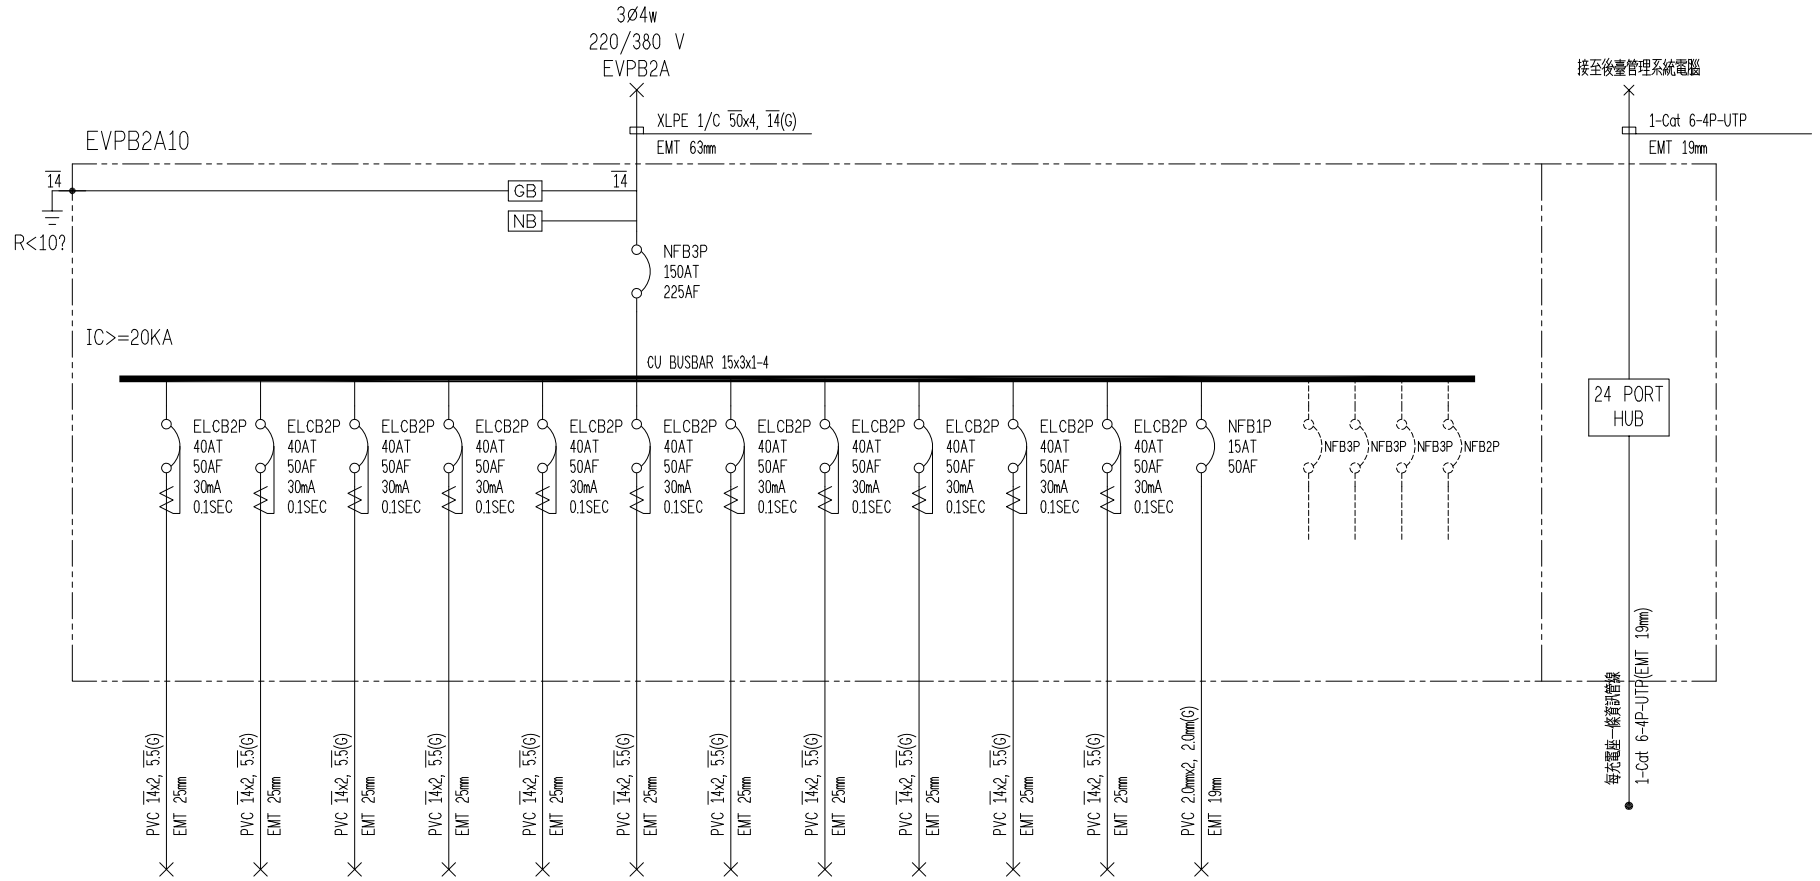 3Ø4w
220/380 V
EVPB2A
XLPE 1/C 50x4, 14(G)
EMT 63mm
接至後臺管理系統電腦
1-Cat 6-4P-UTP
EMT 19mm
EVPB2A10
14
GB
14
NB
R<10?
NFB3P
150AT
225AF
IC>=20KA
CU BUSBAR 15x3x1-4
24 PORT
HUB
ELCB2P
40AT
50AF
30mA
0.1SEC
ELCB2P
40AT
50AF
30mA
0.1SEC
ELCB2P
40AT
50AF
30mA
0.1SEC
ELCB2P
40AT
50AF
30mA
0.1SEC
ELCB2P
40AT
50AF
30mA
0.1SEC
ELCB2P
40AT
50AF
30mA
0.1SEC
ELCB2P
40AT
50AF
30mA
0.1SEC
ELCB2P
40AT
50AF
30mA
0.1SEC
ELCB2P
40AT
50AF
30mA
0.1SEC
ELCB2P
40AT
50AF
30mA
0.1SEC
ELCB2P
40AT
50AF
30mA
0.1SEC
NFB1P
15AT
50AF
NFB3P
NFB3P
NFB3P
NFB2P
PVC 14x2, 5.5(G)
EMT 25mm
PVC 14x2, 5.5(G)
EMT 25mm
PVC 14x2, 5.5(G)
EMT 25mm
PVC 14x2, 5.5(G)
EMT 25mm
PVC 14x2, 5.5(G)
EMT 25mm
PVC 14x2, 5.5(G)
EMT 25mm
PVC 14x2, 5.5(G)
EMT 25mm
PVC 14x2, 5.5(G)
EMT 25mm
PVC 14x2, 5.5(G)
EMT 25mm
PVC 14x2, 5.5(G)
EMT 25mm
PVC 14x2, 5.5(G)
EMT 25mm
PVC 2.0mmx2, 2.0mm(G)
EMT 19mm
每充電座一條資訊管線
1-Cat 6-4P-UTP(EMT 19mm)